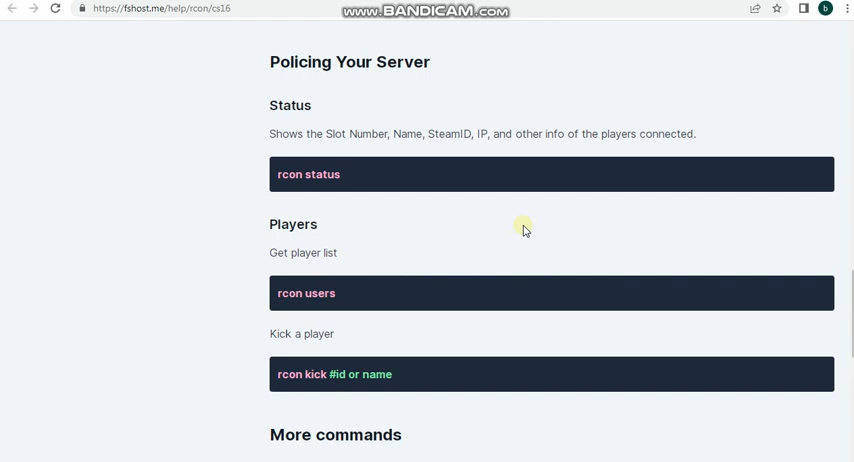 https://fshost.me/help/rcon/cs16
www.BANDICAM.com
b
Policing Your Server
Status
Shows the Slot Number, Name, SteamID, IP, and other info of the players connected.
rcon status
Players
Get player list
rcon users
Kick a player
rcon kick #id or name
More commands